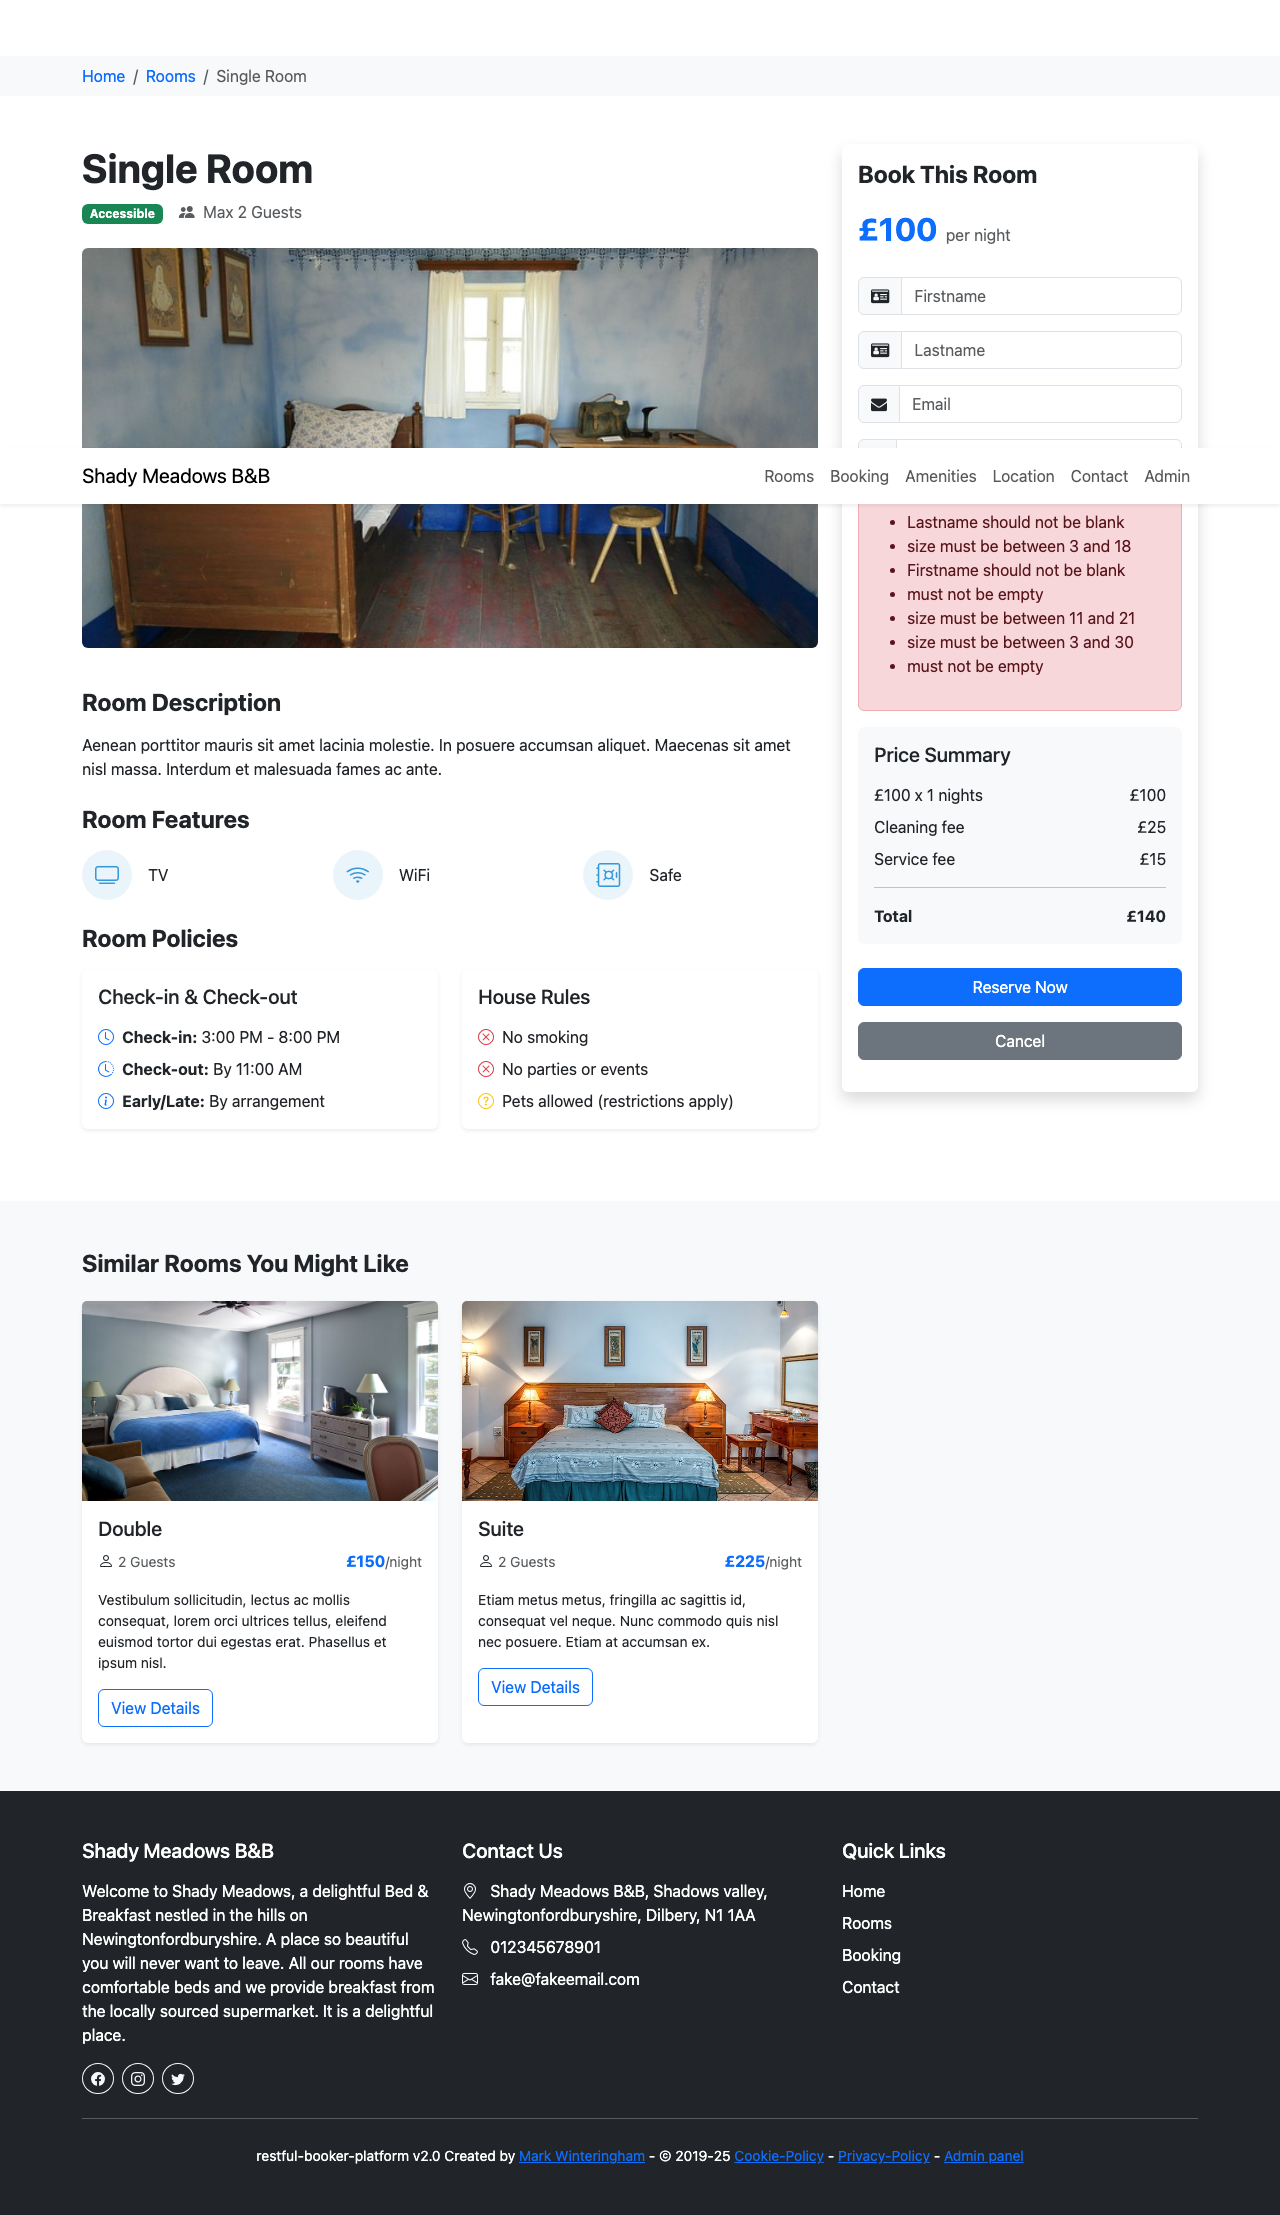 Home / Rooms / Single Room
Single Room
Accessible Max 2 Guests
Book This Room
£100 per night
Firstname
Lastname
Email
Shady Meadows B&B
Rooms Booking Amenities Location Contact Admin
Lastname should not be blank
size must be between 3 and 18
Firstname should not be blank
must not be empty
size must be between 11 and 21
size must be between 3 and 30
must not be empty
Room Description
Aenean porttitor mauris sit amet lacinia molestie. In posuere accumsan aliquet. Maecenas sit amet
nisl massa. Interdum et malesuada fames ac ante.
Room Features
TV
WiFi
Safe
Room Policies
Check-in & Check-out
Check-in: 3:00 PM - 8:00 PM
Check-out: By 11:00 AM
Early/Late: By arrangement
House Rules
No smoking
No parties or events
Pets allowed (restrictions apply)
Price Summary
£100 x 1 nights £100
Cleaning fee £25
Service fee £15
Total £140
Reserve Now
Cancel
Similar Rooms You Might Like
Double
2 Guests £150/night
Vestibulum sollicitudin, lectus ac mollis
consequat, lorem orci ultrices tellus, eleifend
euismod tortor dui egestas erat. Phasellus et
ipsum nisl.
View Details
Suite
2 Guests £225/night
Etiam metus metus, fringilla ac sagittis id,
consequat vel neque. Nunc commodo quis nisl
nec posuere. Etiam at accumsan ex.
View Details
Shady Meadows B&B
Welcome to Shady Meadows, a delightful Bed &
Breakfast nestled in the hills on
Newingtonfordburyshire. A place so beautiful
you will never want to leave. All our rooms have
comfortable beds and we provide breakfast from
the locally sourced supermarket. It is a delightful
place.
Contact Us
Shady Meadows B&B, Shadows valley,
Newingtonfordburyshire, Dilbery, N1 1AA
012345678901
fake@fakeemail.com
Quick Links
Home
Rooms
Booking
Contact
restful-booker-platform v2.0 Created by Mark Winteringham - © 2019-25 Cookie-Policy - Privacy-Policy - Admin panel